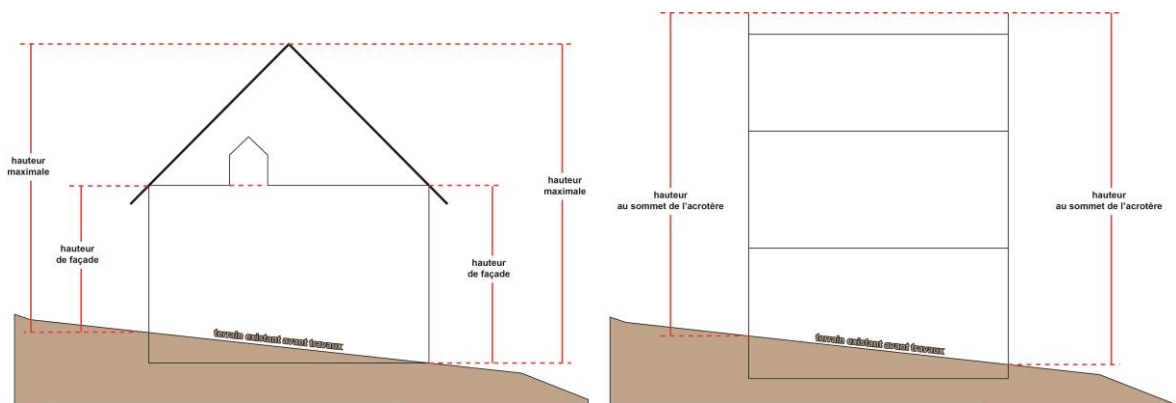 hauteur
maximale
hauteur
de façade
terrain existant avant travaux
hauteur
de façade
hauteur
maximale
hauteur
au sommet de l'acrotère
terrain existant avant travaux
hauteur
au sommet de l'acrotère